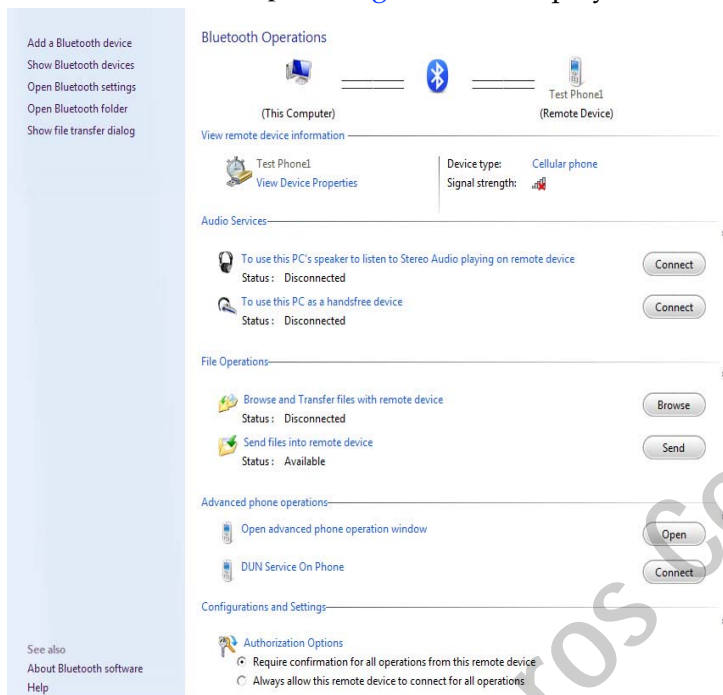 Add a Bluetooth device
Show Bluetooth devices
Open Bluetooth settings
Open Bluetooth folder
Show file transfer dialog
See also
About Bluetooth software
Help
Bluetooth Operations
Test Phone1
(This Computer)
(Remote Device)
View remote device information
Test Phone1
View Device Properties
Device type: Cellular phone
Signal strength:
Audio Services
To use this PC's speaker to listen to Stereo Audio playing on remote device
Status : Disconnected
Connect
To use this PC as a handsfree device
Status : Disconnected
Connect
File Operations
Browse and Transfer files with remote device
Status : Disconnected
Browse
Send files into remote device
Status : Available
Send
Advanced phone operations
Open advanced phone operation window
Open
DUN Service On Phone
Connect
Configurations and Settings
Authorization Options
Require confirmation for all operations from this remote device
Always allow this remote device to connect for all operations